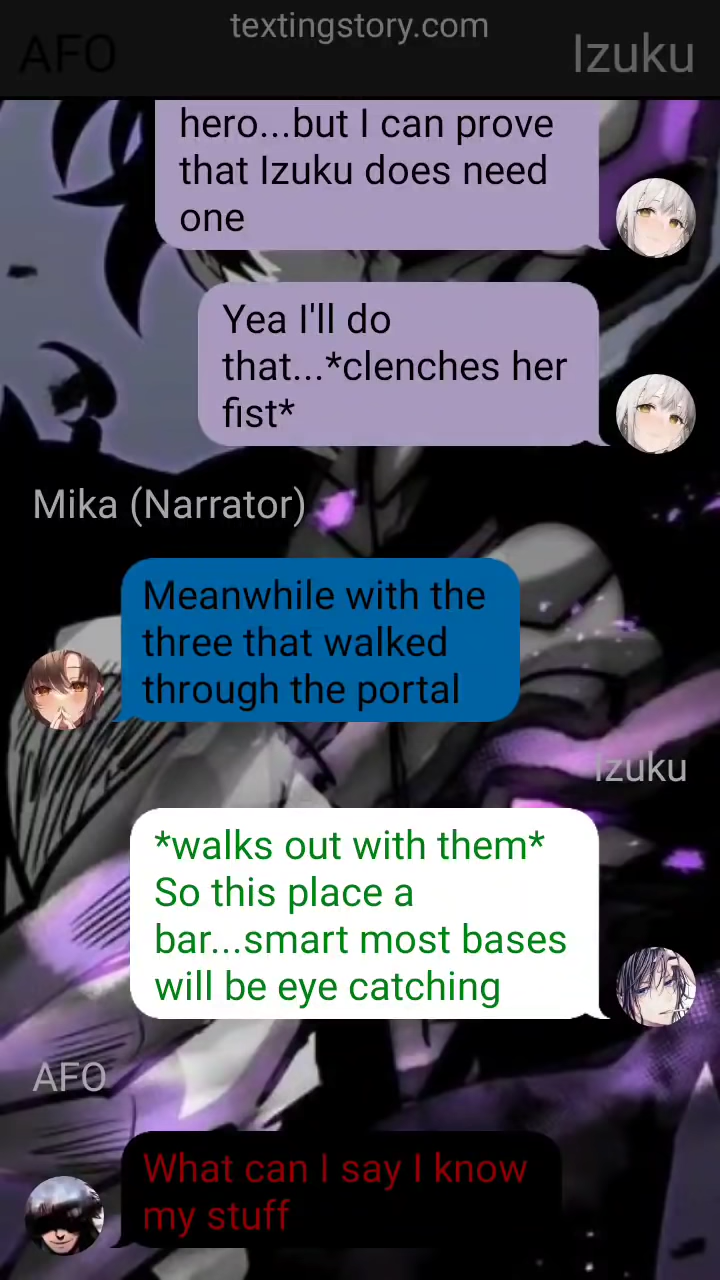 textingstory.com
AFO
Izuku
hero...but I can prove
that Izuku does need
one
Yea I'll do
that...*clenches her
fist*
Mika (Narrator)
Meanwhile with the
three that walked
through the portal
Izuku
*walks out with them*
So this place a
bar...smart most bases
will be eye catching
AFO
What can I say I know
my stuff